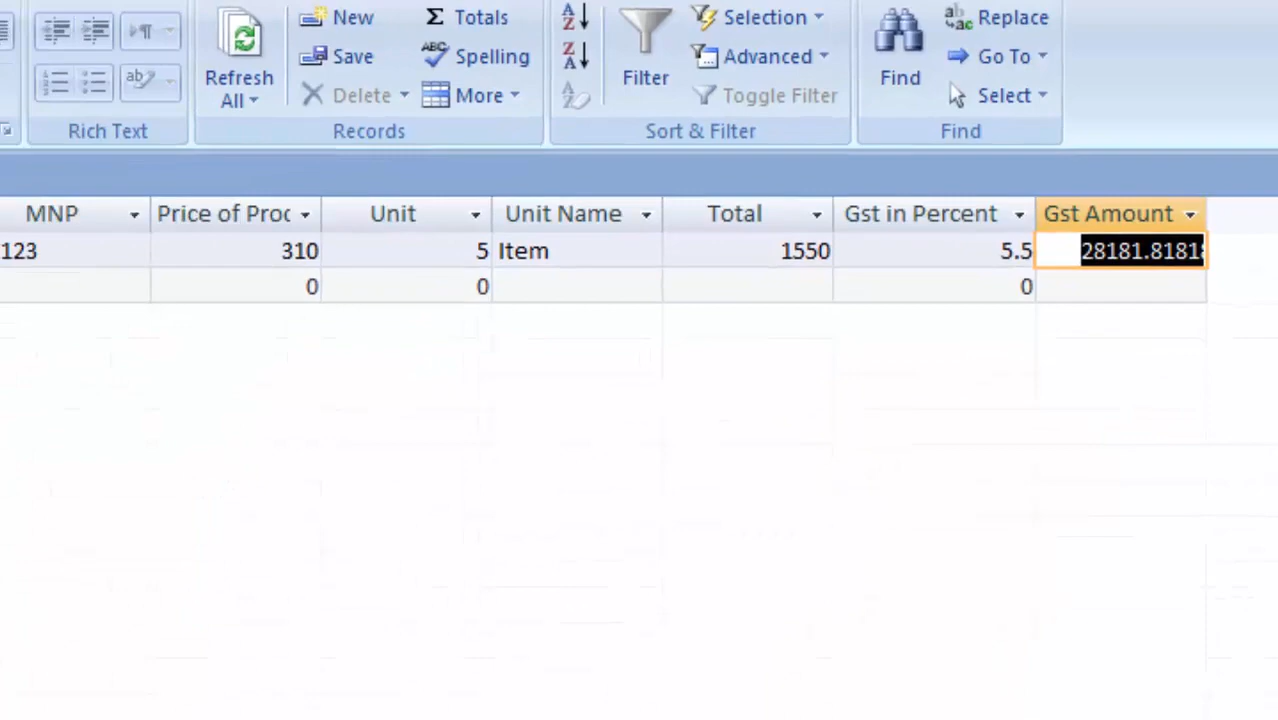 New Totals Selection Replace
Refresh All Save Spelling Filter Advanced Find Go To
Delete More Toggle Filter Select
Rich Text Records Sort & Filter Find
MNP Price of Proc Unit Unit Name Total Gst in Percent Gst Amount
123 310 5 Item 1550 5.5 28181.8181
0 0 0